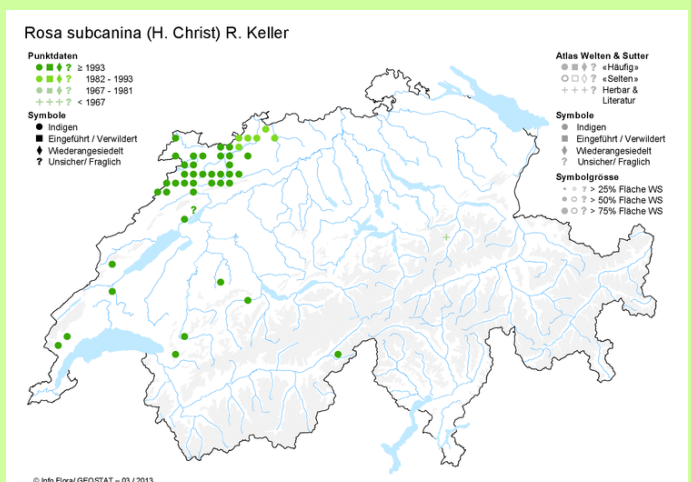 Rosa subcanina (H. Christ) R. Keller
Punktdaten
? ≥ 1993
? 1982 - 1993
? 1967 - 1981
+ + + ? < 1967
Symbole
Indigen
Eingeführt / Verwildert
Wiederangesiedelt
? Unsicher/ Fraglich
Atlas Welten & Sutter
? «Häufig»
? «Selten»
+ + + ? Herbar &
Literatur
Symbole
Indigen
Eingeführt / Verwildert
Wiederangesiedelt
? Unsicher/ Fraglich
Symbolgrösse
? > 25% Fläche WS
? > 50% Fläche WS
? > 75% Fläche WS
?
© Info Flora/ GEOSTAT – 03 / 2013